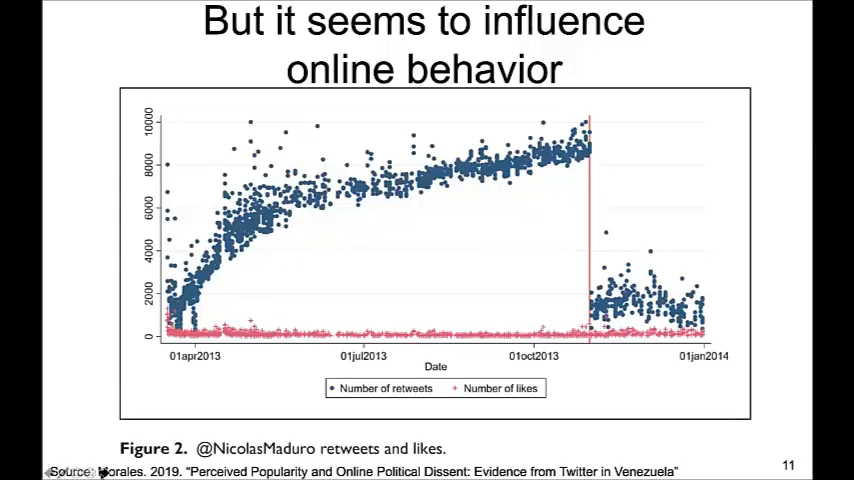 But it seems to influence
online behavior
10000
8000
6000
4000
2000
0
01apr2013 01jul2013 01oct2013 01jan2014
Date
Number of retweets Number of likes
Figure 2. @NicolasMaduro retweets and likes.
Source: Morales. 2019. "Perceived Popularity and Online Political Dissent: Evidence from Twitter in Venezuela"
11